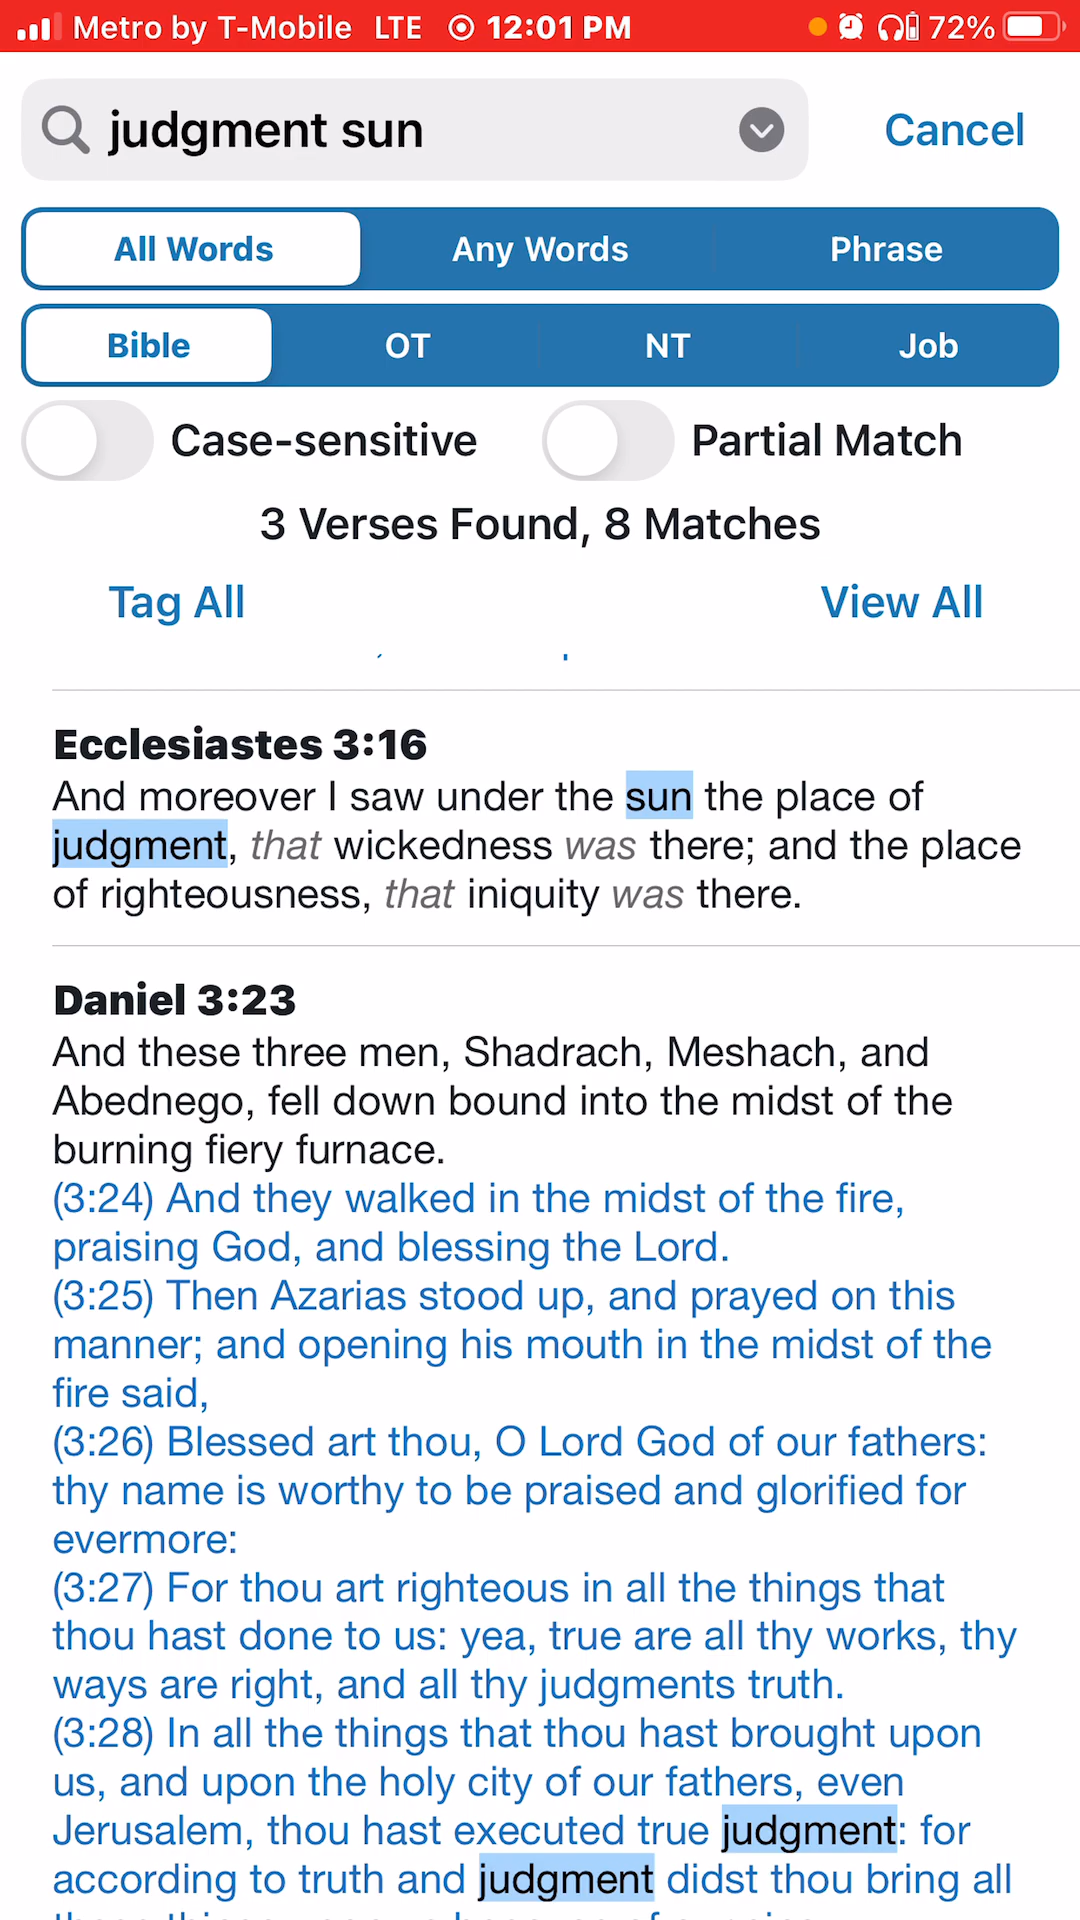 Metro by T-Mobile LTE 12:01 PM 72%
judgment sun Cancel
All Words Any Words Phrase
Bible OT NT Job
Case-sensitive Partial Match
3 Verses Found, 8 Matches
Tag All View All
Ecclesiastes 3:16
And moreover I saw under the sun the place of
judgment, that wickedness was there; and the place
of righteousness, that iniquity was there.
Daniel 3:23
And these three men, Shadrach, Meshach, and
Abednego, fell down bound into the midst of the
burning fiery furnace.
(3:24) And they walked in the midst of the fire,
praising God, and blessing the Lord.
(3:25) Then Azarias stood up, and prayed on this
manner; and opening his mouth in the midst of the
fire said,
(3:26) Blessed art thou, O Lord God of our fathers:
thy name is worthy to be praised and glorified for
evermore:
(3:27) For thou art righteous in all the things that
thou hast done to us: yea, true are all thy works, thy
ways are right, and all thy judgments truth.
(3:28) In all the things that thou hast brought upon
us, and upon the holy city of our fathers, even
Jerusalem, thou hast executed true judgment: for
according to truth and judgment didst thou bring all